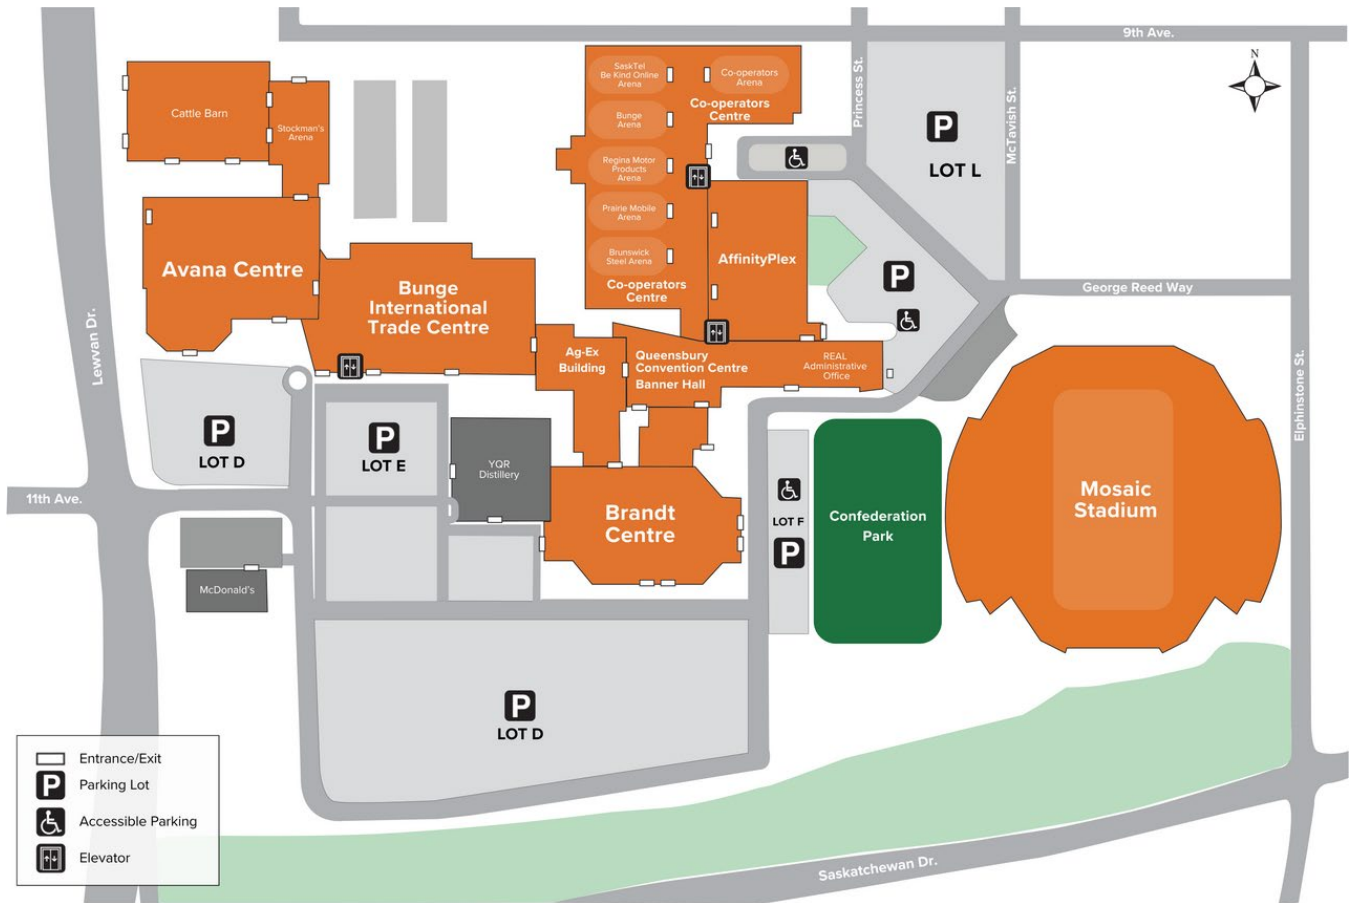 9th Ave.
N
SaskTel
Be Kind Online
Arena
Co-operators
Arena
Co-operators
Centre
Cattle Barn
Stockman's
Arena
Bunge
Arena
Princess St.
McTavish St.
P
LOT L
Regina Motor
Products
Arena
Prairie Mobile
Arena
Brunswick
Steel Arena
Co-operators
Centre
AffinityPlex
P
Avana Centre
Bunge
International
Trade Centre
George Reed Way
Lewvan Dr.
Ag-Ex
Building
Queensbury
Convention Centre
Banner Hall
REAL
Administrative
Office
Elphinstone St.
P
LOT D
P
LOT E
YQR
Distillery
11th Ave.
Brandt
Centre
LOT F
P
Confederation
Park
Mosaic
Stadium
McDonald's
P
LOT D
Entrance/Exit
P Parking Lot
Accessible Parking
Elevator
Saskatchewan Dr.